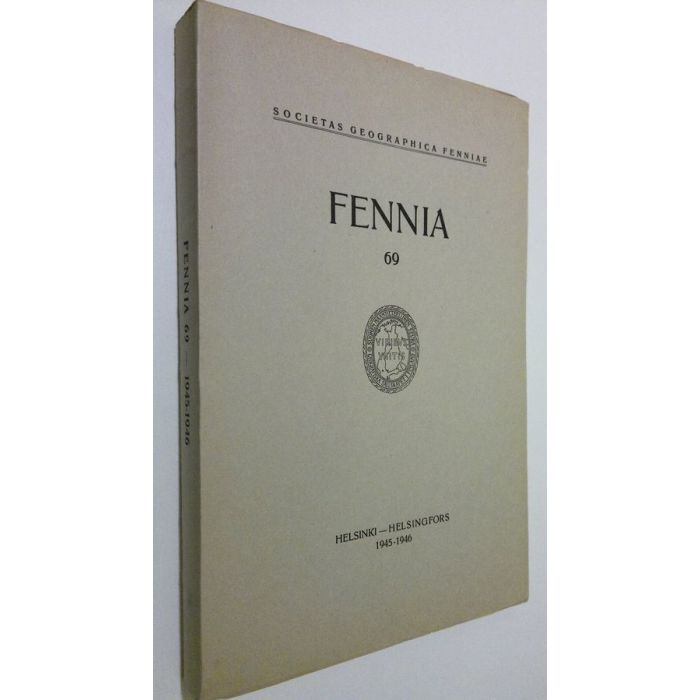 SOCIETAS GEOGRAPHICA FENNIAE
FENNIA
69
HELSINKI — HELSINGFORS
1945-1946
FENNIA 69 — 1945-1946